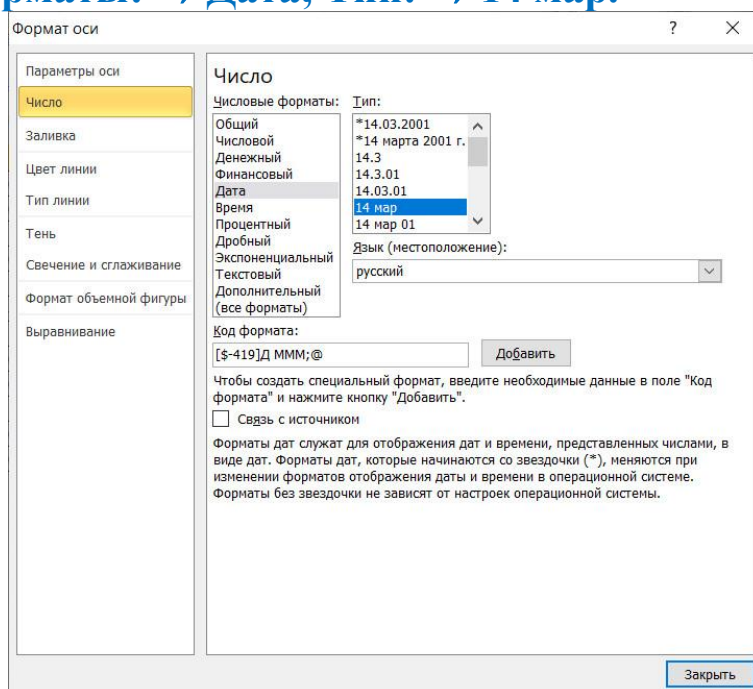 рматы: → Дата, Тип: → 14 мар.
Формат оси ? ✕
Параметры оси
Число
Заливка
Цвет линии
Тип линии
Тень
Свечение и сглаживание
Формат объемной фигуры
Выравнивание
Число
Числовые форматы:
Общий
Числовой
Денежный
Финансовый
Дата
Время
Процентный
Дробный
Экспоненциальный
Текстовый
Дополнительный
(все форматы)
Тип:
*14.03.2001
*14 марта 2001 г.
14.3
14.3.01
14.03.01
14 мар
14 мар 01
Язык (местоположение):
русский
Код формата:
[$-419]Д МММ;@
Добавить
Чтобы создать специальный формат, введите необходимые данные в поле "Код
формата" и нажмите кнопку "Добавить".
Связь с источником
Форматы дат служат для отображения дат и времени, представленных числами, в
виде дат. Форматы дат, которые начинаются со звездочки (*), меняются при
изменении форматов отображения даты и времени в операционной системе.
Форматы без звездочки не зависят от настроек операционной системы.
Закрыть